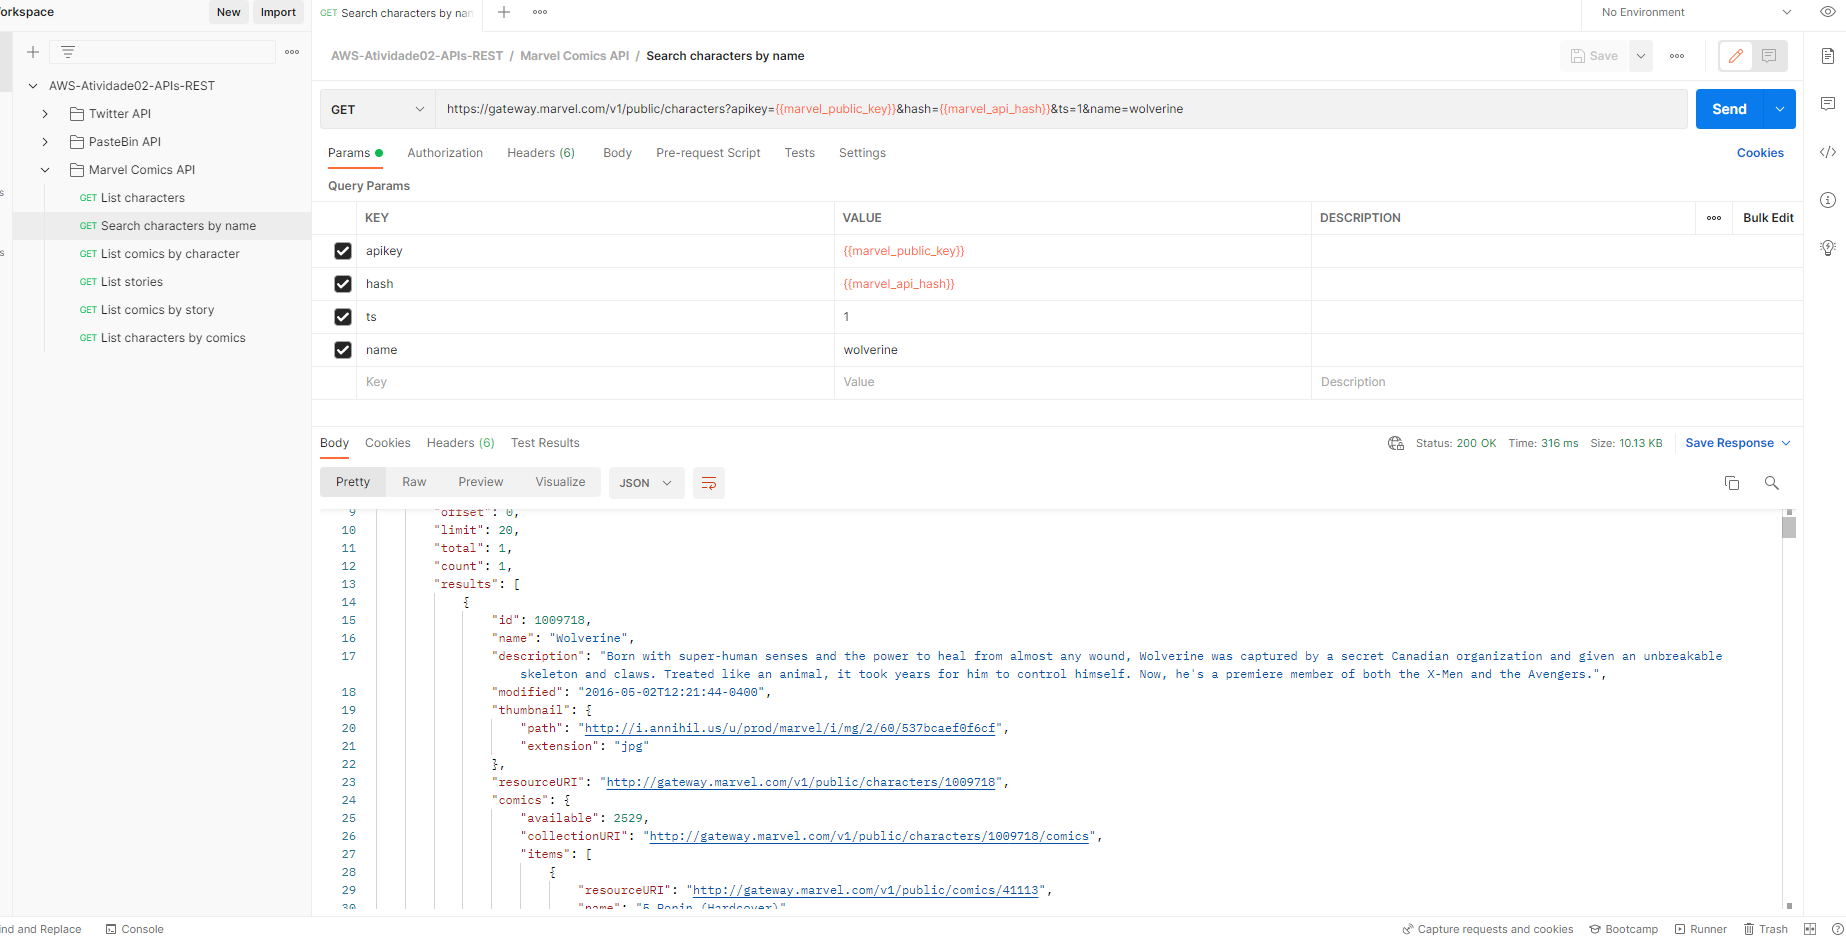 orkspace
New
Import
GET Search characters by nam
No Environment
AWS-Atividade02-APIs-REST / Marvel Comics API / Search characters by name
Save
AWS-Atividade02-APIs-REST
Twitter API
PasteBin API
Marvel Comics API
GET List characters
GET Search characters by name
GET List comics by character
GET List stories
GET List comics by story
GET List characters by comics
GET
https://gateway.marvel.com/v1/public/characters?apikey={{marvel_public_key}}&hash={{marvel_api_hash}}&ts=1&name=wolverine
Send
Params Authorization Headers (6) Body Pre-request Script Tests Settings Cookies
Query Params
KEY VALUE DESCRIPTION Bulk Edit
apikey {{marvel_public_key}}
hash {{marvel_api_hash}}
ts 1
name wolverine
Key Value Description
Body Cookies Headers (6) Test Results Status: 200 OK Time: 316 ms Size: 10.13 KB Save Response
Pretty Raw Preview Visualize JSON
9 "offset": 0,
10 "limit": 20,
11 "total": 1,
12 "count": 1,
13 "results": [
14 {
15 "id": 1009718,
16 "name": "Wolverine",
17 "description": "Born with super-human senses and the power to heal from almost any wound, Wolverine was captured by a secret Canadian organization and given an unbreakable
skeleton and claws. Treated like an animal, it took years for him to control himself. Now, he's a premiere member of both the X-Men and the Avengers.",
18 "modified": "2016-05-02T12:21:44-0400",
19 "thumbnail": {
20 "path": "http://i.annihil.us/u/prod/marvel/i/mg/2/60/537bcaef0f6cf",
21 "extension": "jpg"
22 },
23 "resourceURI": "http://gateway.marvel.com/v1/public/characters/1009718",
24 "comics": {
25 "available": 2529,
26 "collectionURI": "http://gateway.marvel.com/v1/public/characters/1009718/comics",
27 "items": [
28 {
29 "resourceURI": "http://gateway.marvel.com/v1/public/comics/41113",
30 "name": "5 Ronin (Hardcover)"
ind and Replace Console Capture requests and cookies Bootcamp Runner Trash